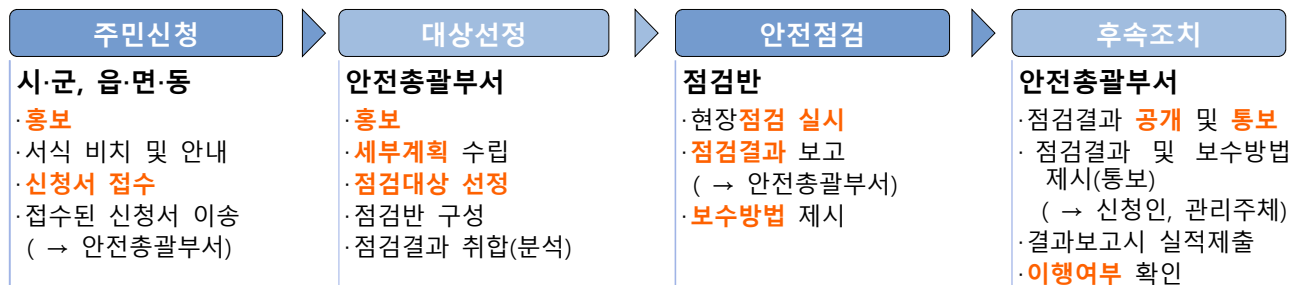 주민신청
시·군, 읍·면·동
·홍보
·서식 비치 및 안내
·신청서 접수
·접수된 신청서 이송
( → 안전총괄부서)
대상선정
안전총괄부서
·홍보
·세부계획 수립
·점검대상 선정
·점검반 구성
·점검결과 취합(분석)
안전점검
점검반
·현장점검 실시
·점검결과 보고
( → 안전총괄부서)
·보수방법 제시
후속조치
안전총괄부서
·점검결과 공개 및 통보
· 점검결과 및 보수방법
제시(통보)
( → 신청인, 관리주체)
·결과보고시 실적제출
·이행여부 확인